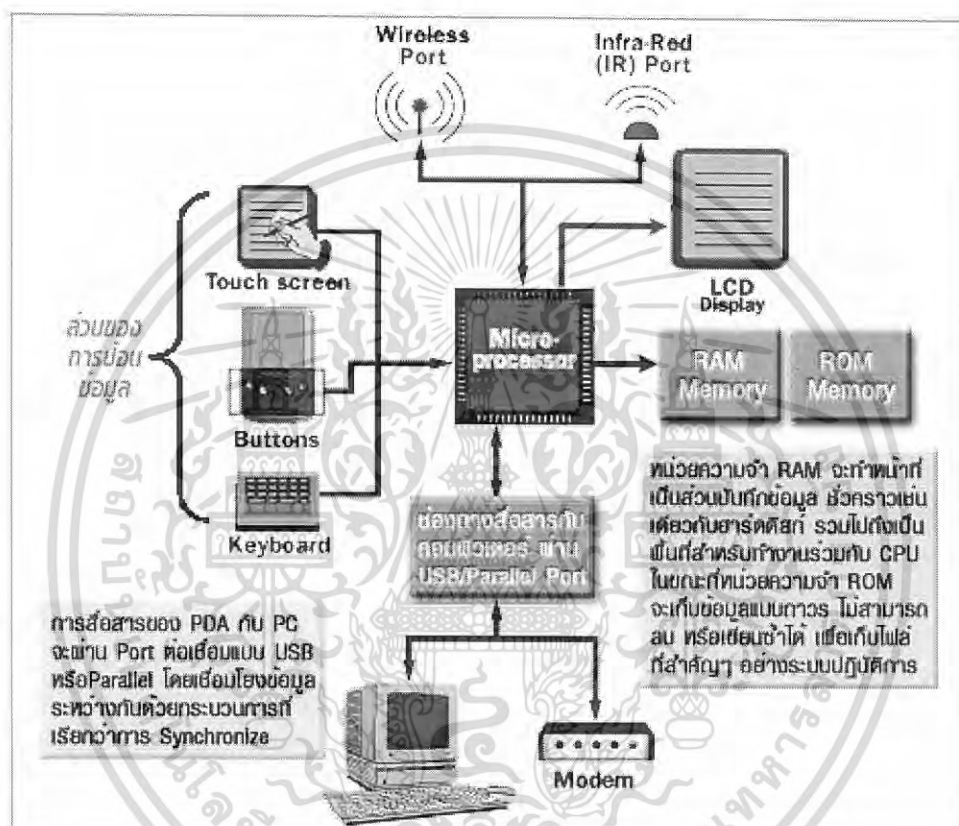 Wireless
Port
Infra-Red
(IR) Port
Touch screen
LCD
Display
ส่วนของ
การป้อน
ข้อมูล
Micro-
processor
RAM
Memory
ROM
Memory
Buttons
Keyboard
ช่องทางสื่อสารกับ
คอมพิวเตอร์ ผ่าน
USB/Parallel Port
หน่วยความจำ RAM จะทำหน้าที่
เป็นส่วนบันทึกข้อมูล ชั่วคราวเช่น
เดียวกับฮาร์ดดิสก์ รวมไปถึงเป็น
พื้นที่สำหรับทำงานร่วมกับ CPU
ในขณะที่หน่วยความจำ ROM
จะเก็บข้อมูลแบบถาวร ไม่สามารถ
ลบ หรือเขียนซ้ำได้ เพื่อเก็บไฟล์
ที่สำคัญๆ อย่างระบบปฏิบัติการ
การสื่อสารของ PDA กับ PC
จะผ่าน Port ต่อเชื่อมแบบ USB
หรือParallel โดยเชื่อมโยงข้อมูล
ระหว่างกันด้วยกระบวนการที่
เรียกว่าการ Synchronize
Modem